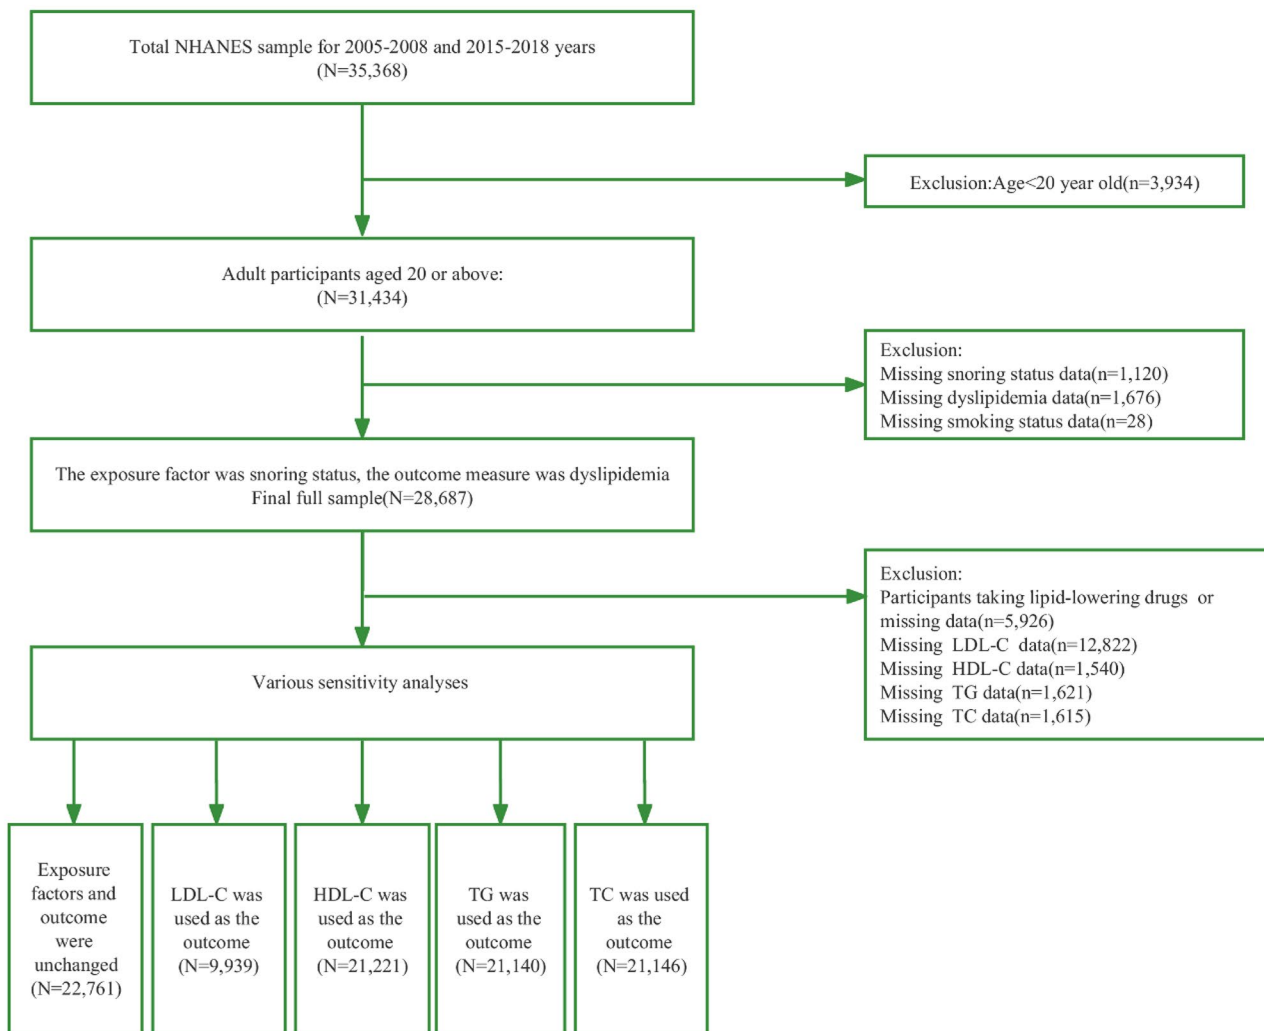 Total NHANES sample for 2005-2008 and 2015-2018 years
(N=35,368)
Exclusion:Age<20 year old(n=3,934)
Adult participants aged 20 or above:
(N=31,434)
Exclusion:
Missing snoring status data(n=1,120)
Missing dyslipidemia data(n=1,676)
Missing smoking status data(n=28)
The exposure factor was snoring status, the outcome measure was dyslipidemia
Final full sample(N=28,687)
Exclusion:
Participants taking lipid-lowering drugs or
missing data(n=5,926)
Missing LDL-C data(n=12,822)
Missing HDL-C data(n=1,540)
Missing TG data(n=1,621)
Missing TC data(n=1,615)
Various sensitivity analyses
Exposure
factors and
outcome
were
unchanged
(N=22,761)
LDL-C was
used as the
outcome
(N=9,939)
HDL-C was
used as the
outcome
(N=21,221)
TG was
used as the
outcome
(N=21,140)
TC was used
as the
outcome
(N=21,146)